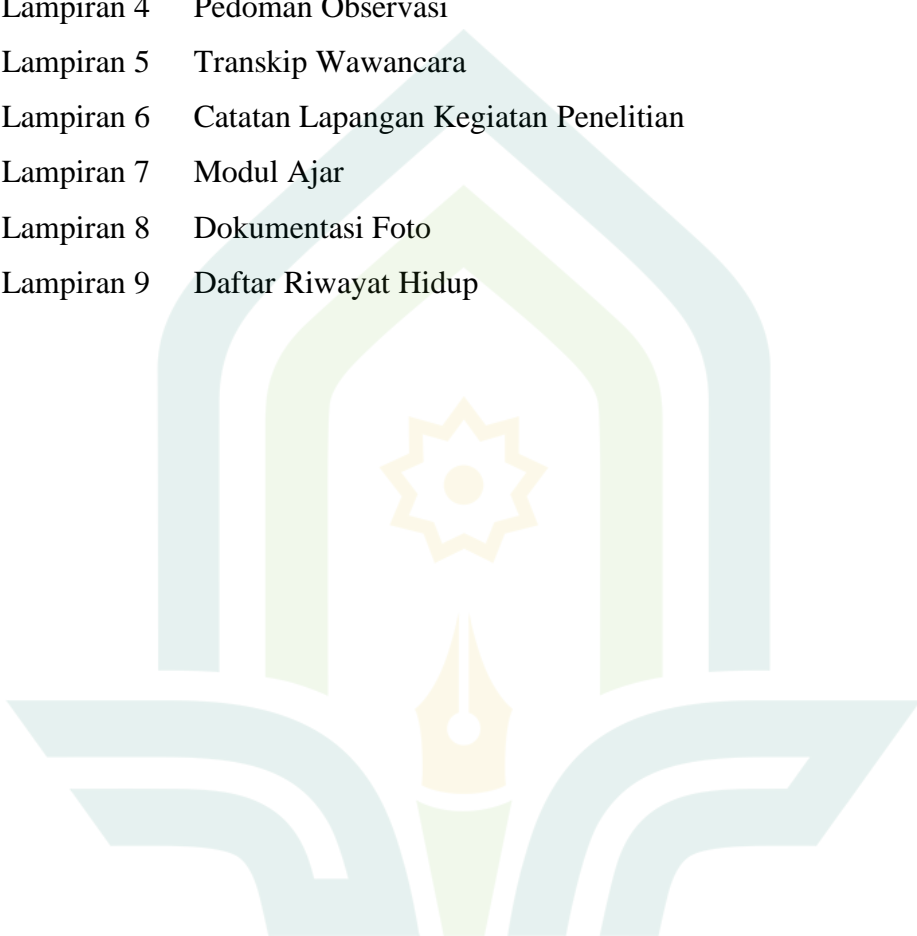 Lampiran 4 Pedoman Observasi
Lampiran 5 Transkip Wawancara
Lampiran 6 Catatan Lapangan Kegiatan Penelitian
Lampiran 7 Modul Ajar
Lampiran 8 Dokumentasi Foto
Lampiran 9 Daftar Riwayat Hidup